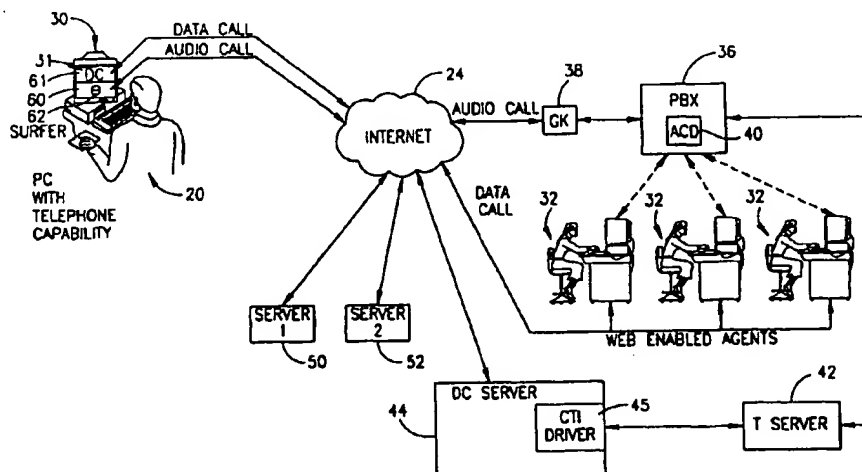 30
DATA CALL
31
61
DC
AUDIO CALL
60
62
SURFER
PC
WITH
TELEPHONE
CAPABILITY
20
24
INTERNET
AUDIO CALL
38
GK
36
PBX
ACD
40
DATA
CALL
32
32
32
WEB ENABLED AGENTS
SERVER
1
50
SERVER
2
52
DC SERVER
44
CTI
DRIVER
45
42
T SERVER